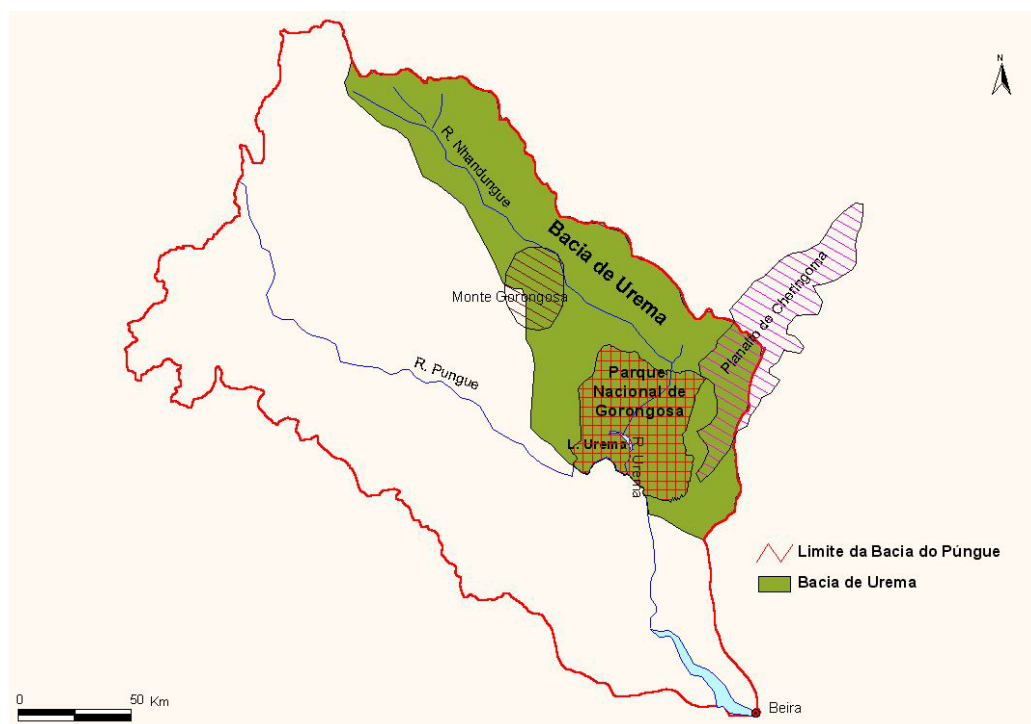 N
R. Nhandungue
Bacia de Urema
Planalto de Cheringoma
Monte Gorongosa
R. Pungue
Parque
Nacional de
Gorongosa
L. Urema
R. Urema
Limite da Bacia do Púngue
Bacia de Urema
0 50 Km
Beira